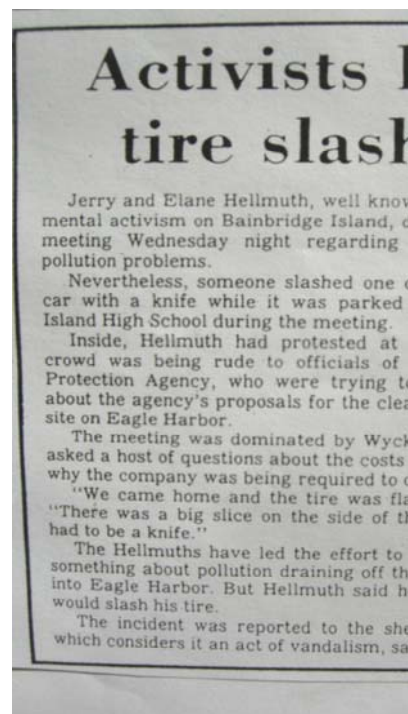 Activists
tire slash
Jerry and Elane Hellmuth, well know
mental activism on Bainbridge Island,
meeting Wednesday night regarding
pollution problems.
Nevertheless, someone slashed one
car with a knife while it was parked
Island High School during the meeting.
Inside, Hellmuth had protested at
crowd was being rude to officials of
Protection Agency, who were trying to
about the agency's proposals for the clea
site on Eagle Harbor.
The meeting was dominated by Wyck
asked a host of questions about the costs
why the company was being required to
"We came home and the tire was fla
"There was a big slice on the side of th
had to be a knife."
The Hellmuths have led the effort to
something about pollution draining off th
into Eagle Harbor. But Hellmuth said h
would slash his tire.
The incident was reported to the she
which considers it an act of vandalism, sa